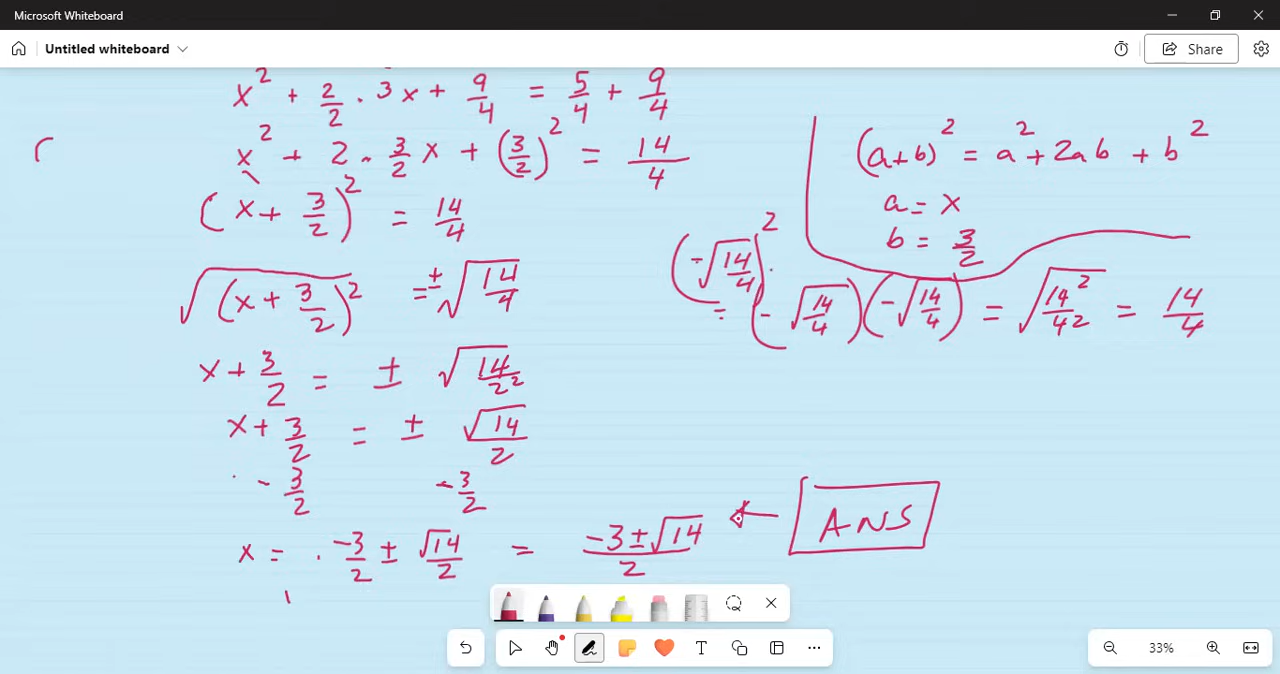 Microsoft Whiteboard
Untitled whiteboard
Share
x² + 2/2 · 3x + 9/4 = 5/4 + 9/4
x² + 2 · 3/2 x + (3/2)² = 14/4
(x + 3/2)² = 14/4
√(x + 3/2)² = ± √14/4
x + 3/2 = ± √14/2²
x + 3/2 = ± √14/2
- 3/2 - 3/2
x = -3/2 ± √14/2 = -3 ± √14/2
ANS
(a+b)² = a² + 2ab + b²
a = x
b = 3/2
(-√14/4)²
= (-√14/4)(-√14/4) = √14²/4² = 14/4
T
33%